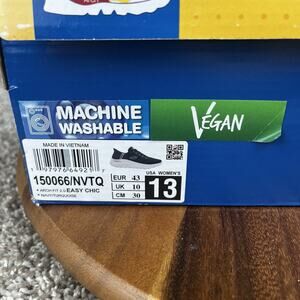 MACHINE
WASHABLE
VEGAN
MADE IN VIETNAM
150066/NVTQ
• ARCH FIT 2.0 EASY CHIC
• NAVY/TURQUOISE
EUR 43
UK 10
CM 30
USA WOMEN'S
13